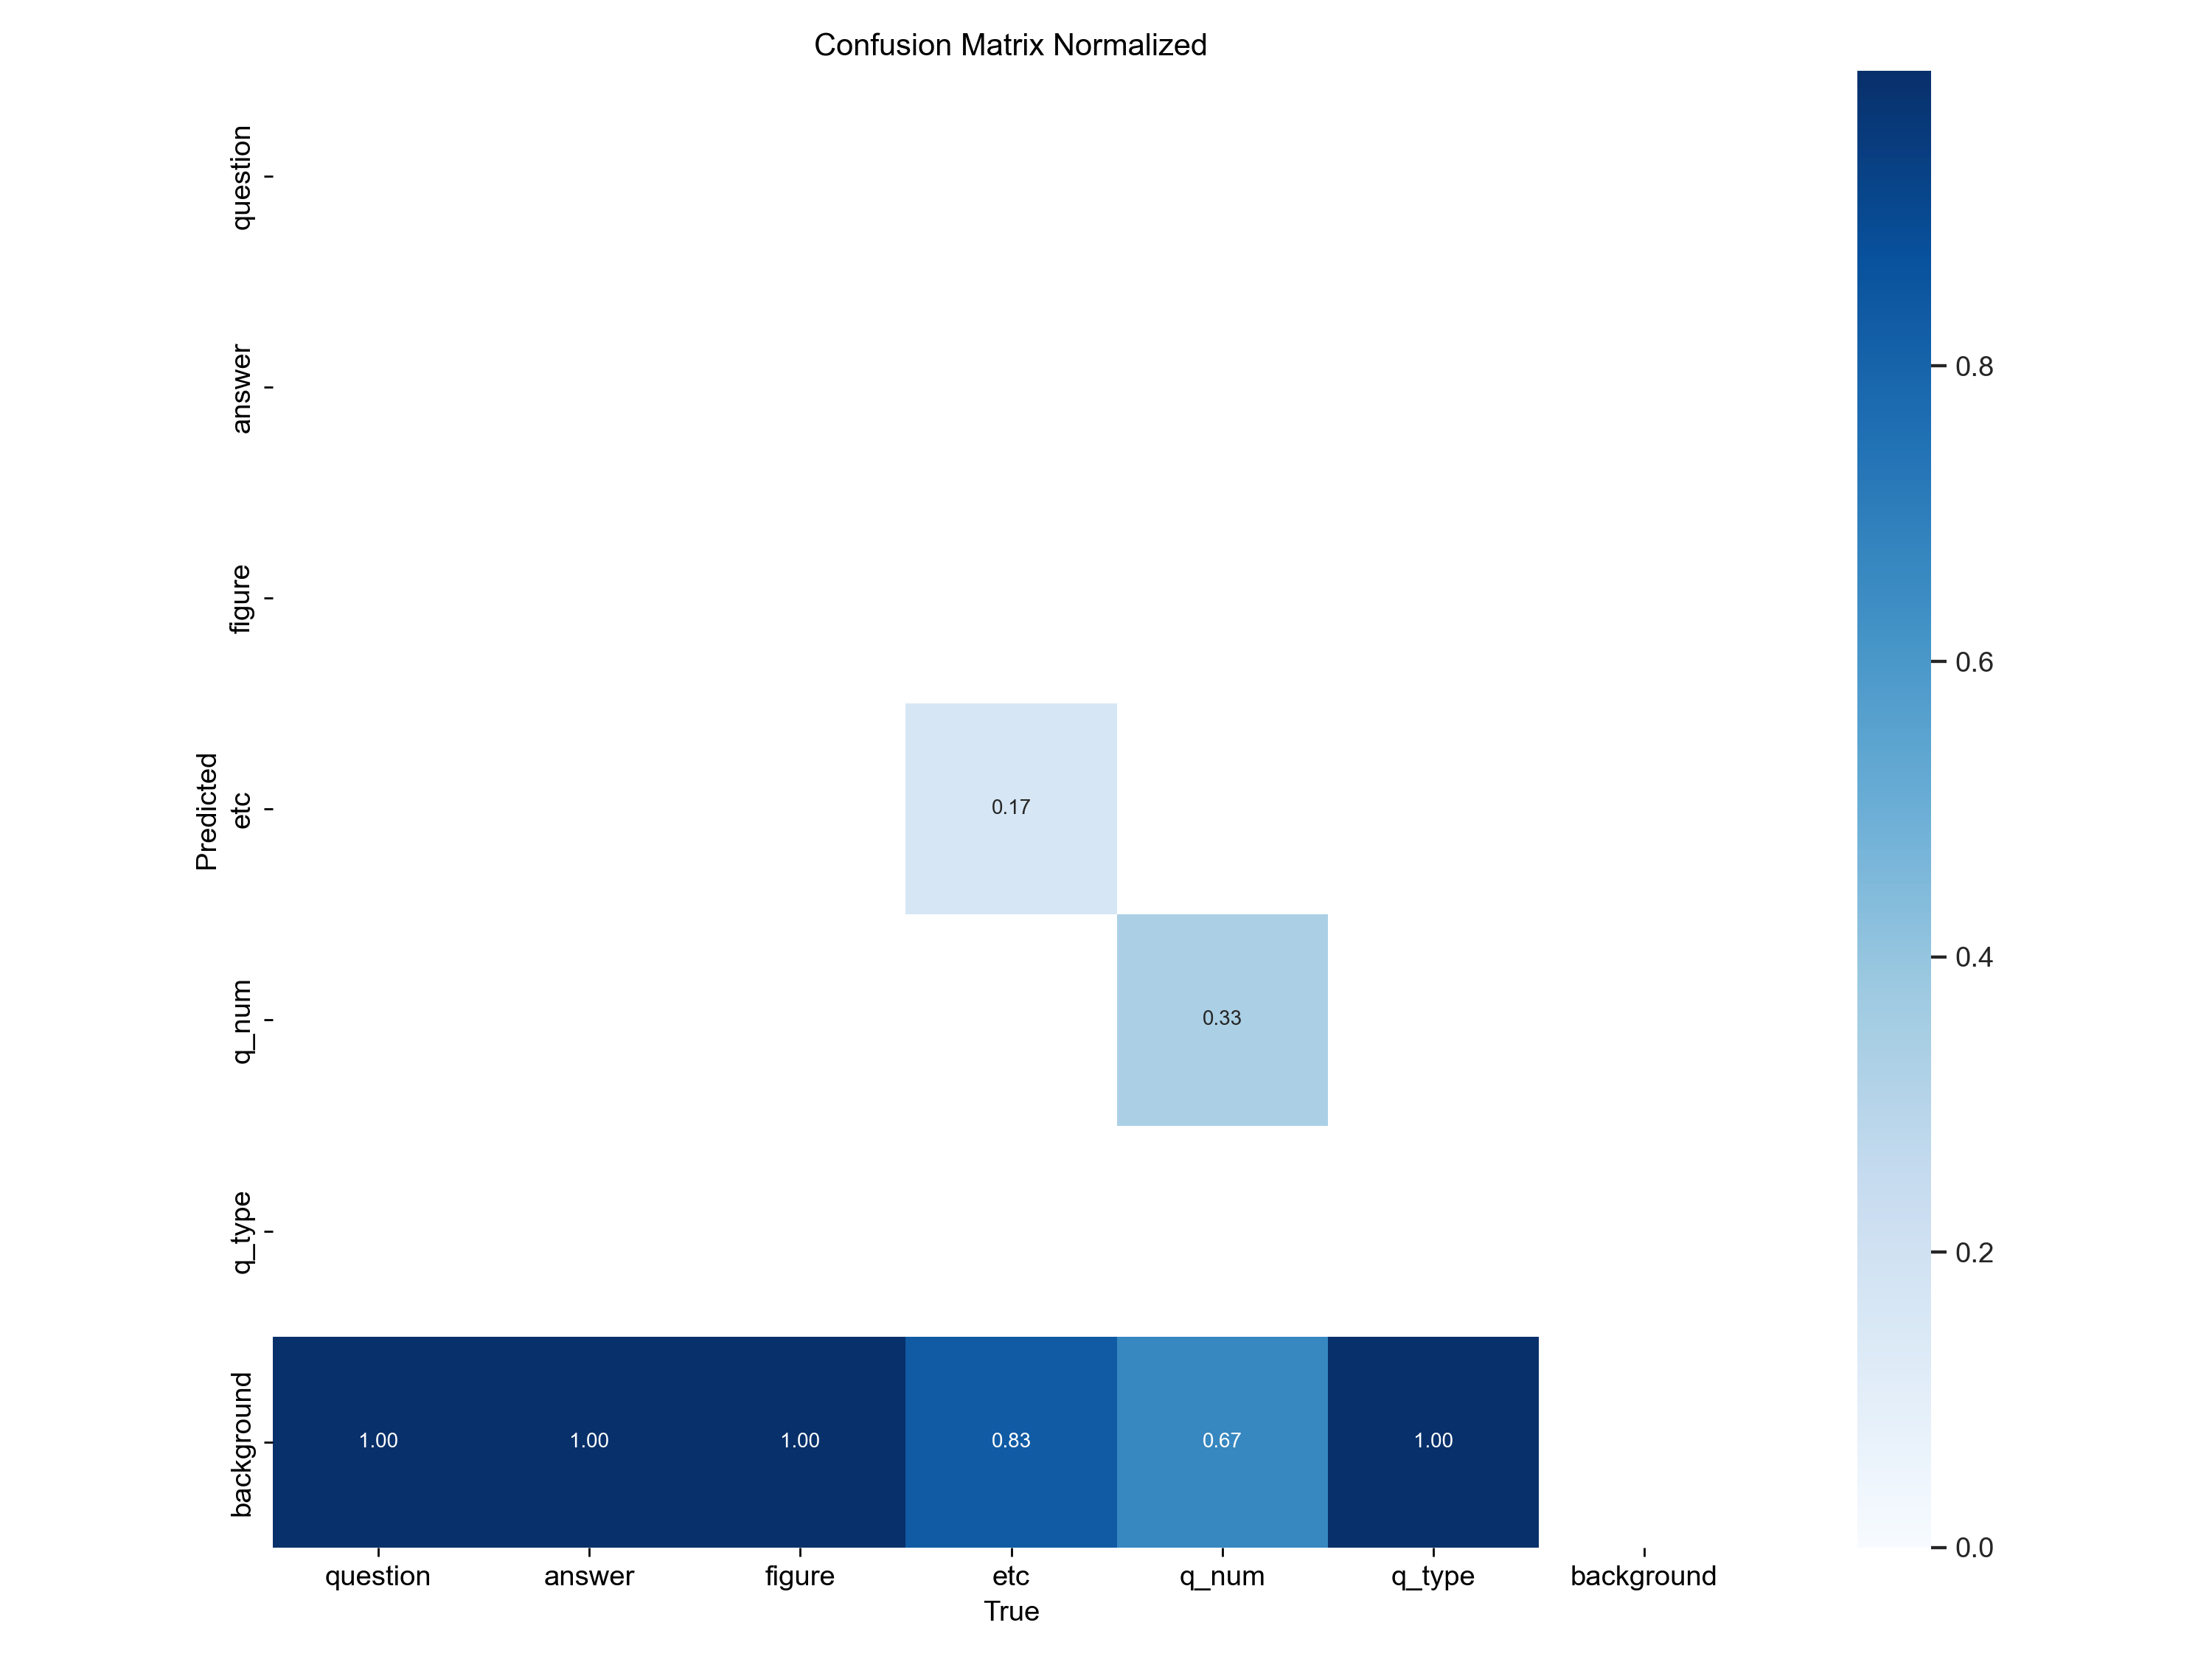 Confusion Matrix Normalized
question
answer
figure
etc
q_num
q_type
background
Predicted
0.17
0.33
1.00 1.00 1.00 0.83 0.67 1.00
question answer figure etc q_num q_type background
True
0.8
0.6
0.4
0.2
0.0